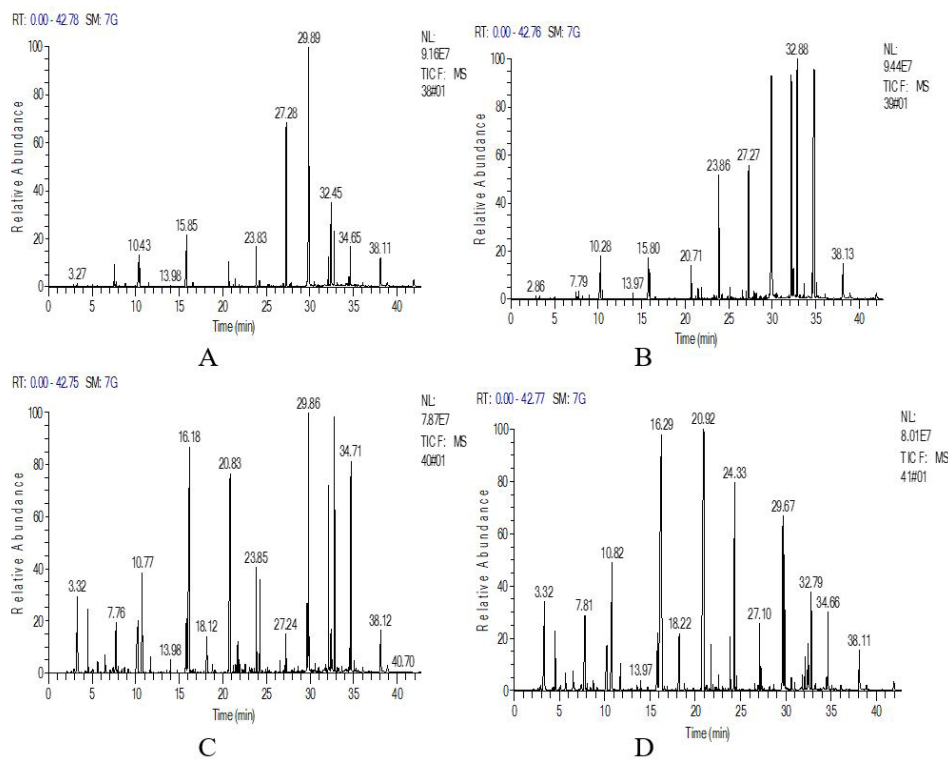 RT: 0.00 - 42.78 SM: 7G
NL:
9.16E7
TIC F: MS
38#01
Relative Abundance
100
80
60
40
20
0
29.89
27.28
32.45
15.85
23.83
34.65
10.43
38.11
3.27
13.98
0 5 10 15 20 25 30 35 40
Time (min)
A
RT: 0.00 - 42.76 SM: 7G
NL:
9.44E7
TIC F: MS
39#01
Relative Abundance
100
80
60
40
20
0
32.88
27.27
23.86
10.28
15.80
20.71
38.13
2.86
7.79
13.97
0 5 10 15 20 25 30 35 40
Time (min)
B
RT: 0.00 - 42.75 SM: 7G
NL:
7.87E7
TIC F: MS
40#01
Relative Abundance
100
80
60
40
20
0
29.86
16.18
20.83
34.71
23.85
10.77
3.32
7.76
18.12
27.24
38.12
13.98
40.70
0 5 10 15 20 25 30 35 40
Time (min)
C
RT: 0.00 - 42.77 SM: 7G
NL:
8.01E7
TIC F: MS
41#01
Relative Abundance
100
80
60
40
20
0
20.92
16.29
24.33
29.67
10.82
32.79
3.32
7.81
34.66
27.10
18.22
38.11
13.97
0 5 10 15 20 25 30 35 40
Time (min)
D